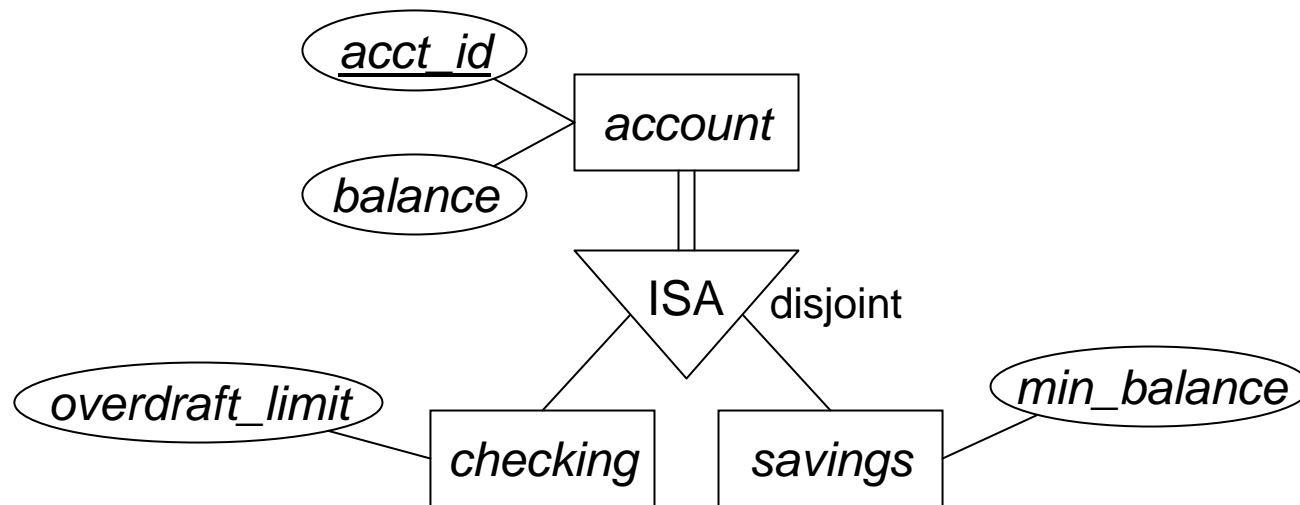 acct_id
account
balance
ISA
disjoint
overdraft_limit
min_balance
checking
savings